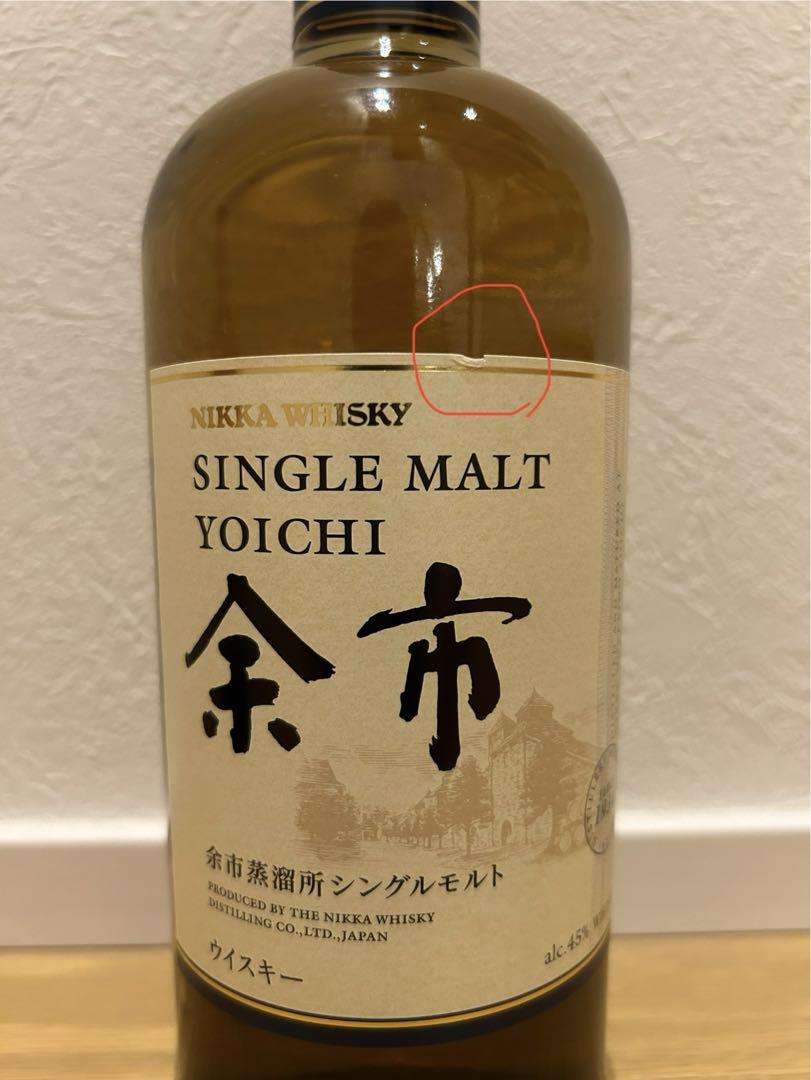 NIKKA WHISKY
SINGLE MALT
YOICHI
余市
余市蒸溜所シングルモルト
PRODUCED BY THE NIKKA WHISKY
DISTILLING CO.,LTD.,JAPAN
ウイスキー
alc.45%